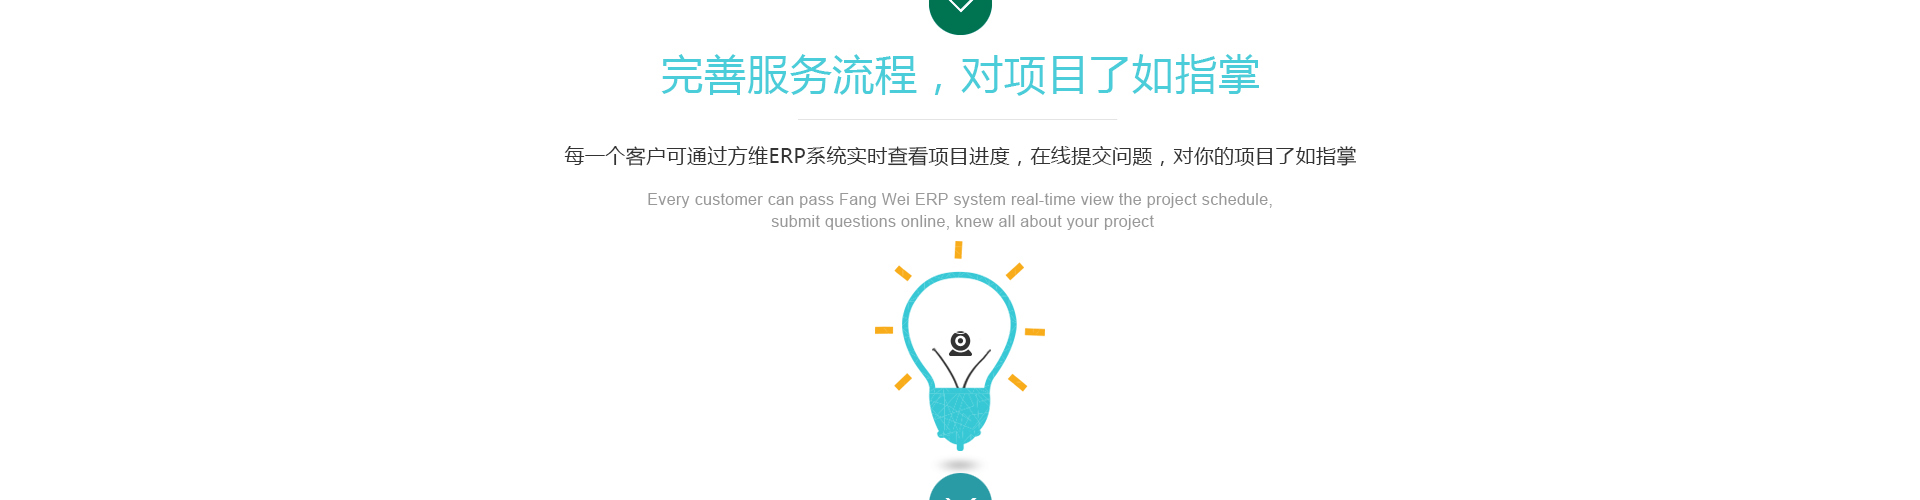 完善服务流程，对项目了如指掌
每一个客户可通过方维ERP系统实时查看项目进度，在线提交问题，对你的项目了如指掌
Every customer can pass Fang Wei ERP system real-time view the project schedule,
submit questions online, knew all about your project